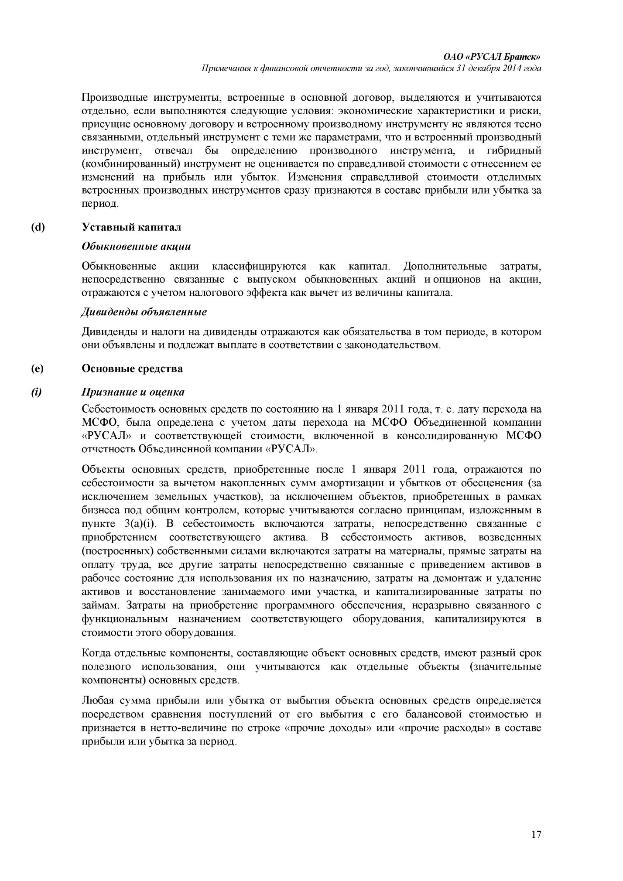 ОАО «РУСАЛ Братск»
Примечания к финансовой отчетности за год, закончившийся 31 декабря 2014 года
Производные инструменты, встроенные в основной договор, выделяются и учитываются
отдельно, если выполняются следующие условия: экономические характеристики и риски,
присущие основному договору и встроенному производному инструменту не являются тесно
связанными, отдельный инструмент с теми же параметрами, что и встроенный производный
инструмент, отвечал бы определению производного инструмента, и гибридный
(комбинированный) инструмент не оценивается по справедливой стоимости с отнесением ее
изменений на прибыль или убыток. Изменения справедливой стоимости отделимых
встроенных производных инструментов сразу признаются в составе прибыли или убытка за
период.
(d) Уставный капитал
Обыкновенные акции
Обыкновенные акции классифицируются как капитал. Дополнительные затраты,
непосредственно связанные с выпуском обыкновенных акций и опционов на акции,
отражаются с учетом налогового эффекта как вычет из величины капитала.
Дивиденды объявленные
Дивиденды и налоги на дивиденды отражаются как обязательства в том периоде, в котором
они объявлены и подлежат выплате в соответствии с законодательством.
(e) Основные средства
(i) Признание и оценка
Себестоимость основных средств по состоянию на 1 января 2011 года, т. е. дату перехода на
МСФО, была определена с учетом даты перехода на МСФО Объединенной компании
«РУСАЛ» и соответствующей стоимости, включенной в консолидированную МСФО
отчетность Объединенной компании «РУСАЛ».
Объекты основных средств, приобретенные после 1 января 2011 года, отражаются по
себестоимости за вычетом накопленных сумм амортизации и убытков от обесценения (за
исключением земельных участков), за исключением объектов, приобретенных в рамках
бизнеса под общим контролем, которые учитываются согласно принципам, изложенным в
пункте 3(a)(i). В себестоимость включаются затраты, непосредственно связанные с
приобретением соответствующего актива. В себестоимость активов, возведенных
(построенных) собственными силами включаются затраты на материалы, прямые затраты на
оплату труда, все другие затраты непосредственно связанные с приведением активов в
рабочее состояние для использования их по назначению, затраты на демонтаж и удаление
активов и восстановление занимаемого ими участка, и капитализированные затраты по
займам. Затраты на приобретение программного обеспечения, неразрывно связанного с
функциональным назначением соответствующего оборудования, капитализируются в
стоимости этого оборудования.
Когда отдельные компоненты, составляющие объект основных средств, имеют разный срок
полезного использования, они учитываются как отдельные объекты (значительные
компоненты) основных средств.
Любая сумма прибыли или убытка от выбытия объекта основных средств определяется
посредством сравнения поступлений от его выбытия с его балансовой стоимостью и
признается в нетто-величине по строке «прочие доходы» или «прочие расходы» в составе
прибыли или убытка за период.
17